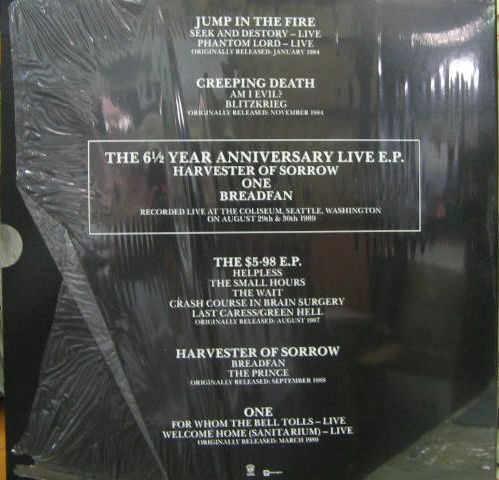 JUMP IN THE FIRE
SEEK AND DESTORY – LIVE
PHANTOM LORD – LIVE
ORIGINALLY RELEASED: JANUARY 1984
CREEPING DEATH
AM I EVIL?
BLITZKRIEG
ORIGINALLY RELEASED: NOVEMBER 1984
THE 6½ YEAR ANNIVERSARY LIVE E.P.
HARVESTER OF SORROW
ONE
BREADFAN
RECORDED LIVE AT THE COLISEUM, SEATTLE, WASHINGTON
ON AUGUST 29th & 30th 1989
THE $5-98 E.P.
HELPLESS
THE SMALL HOURS
THE WAIT
CRASH COURSE IN BRAIN SURGERY
LAST CARESS/GREEN HELL
ORIGINALLY RELEASED: AUGUST 1987
HARVESTER OF SORROW
BREADFAN
THE PRINCE
ORIGINALLY RELEASED: SEPTEMBER 1988
ONE
FOR WHOM THE BELL TOLLS – LIVE
WELCOME HOME (SANITARIUM) – LIVE
ORIGINALLY RELEASED: MARCH 1989